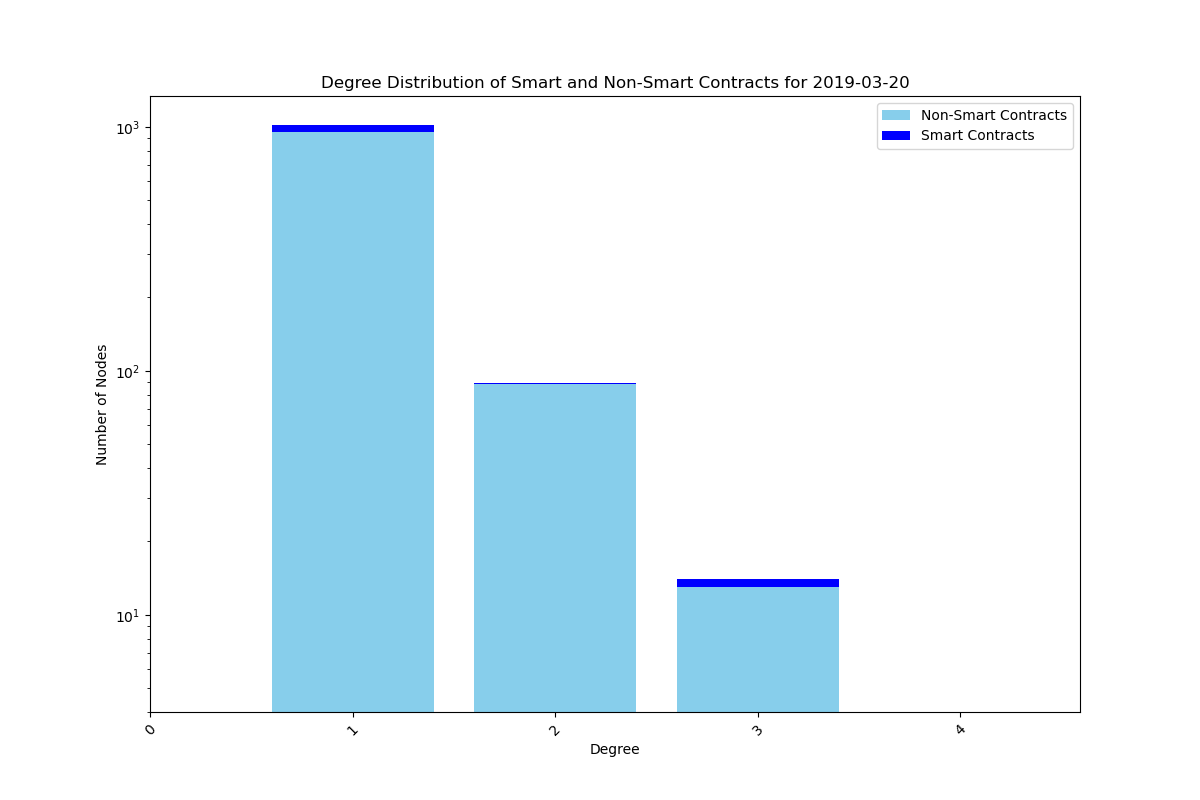 Degree Distribution of Smart and Non-Smart Contracts for 2019-03-20
Non-Smart Contracts
Smart Contracts
Number of Nodes
10³
10²
10¹
0 1 2 3 4
Degree